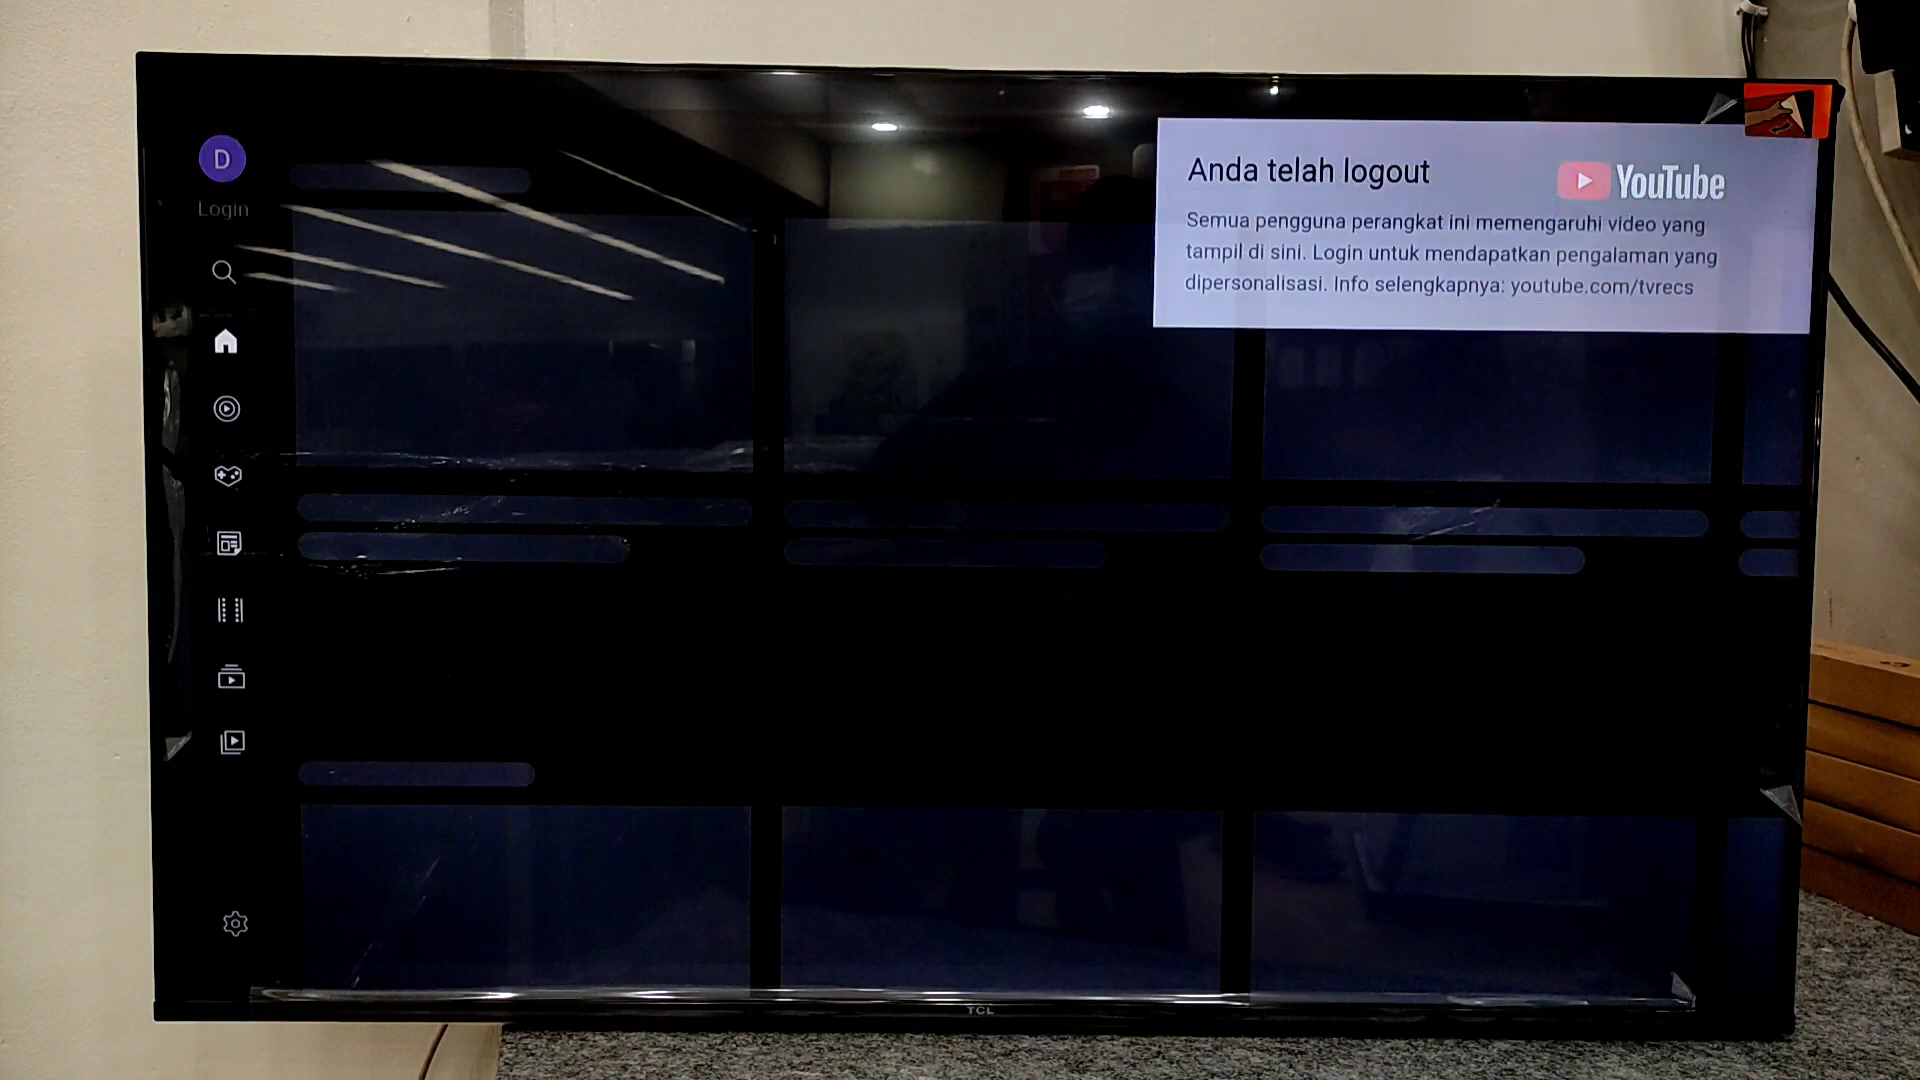 D
Login
Anda telah logout
YouTube
Semua pengguna perangkat ini memengaruhi video yang
tampil di sini. Login untuk mendapatkan pengalaman yang
dipersonalisasi. Info selengkapnya: youtube.com/tvrecs
TCL